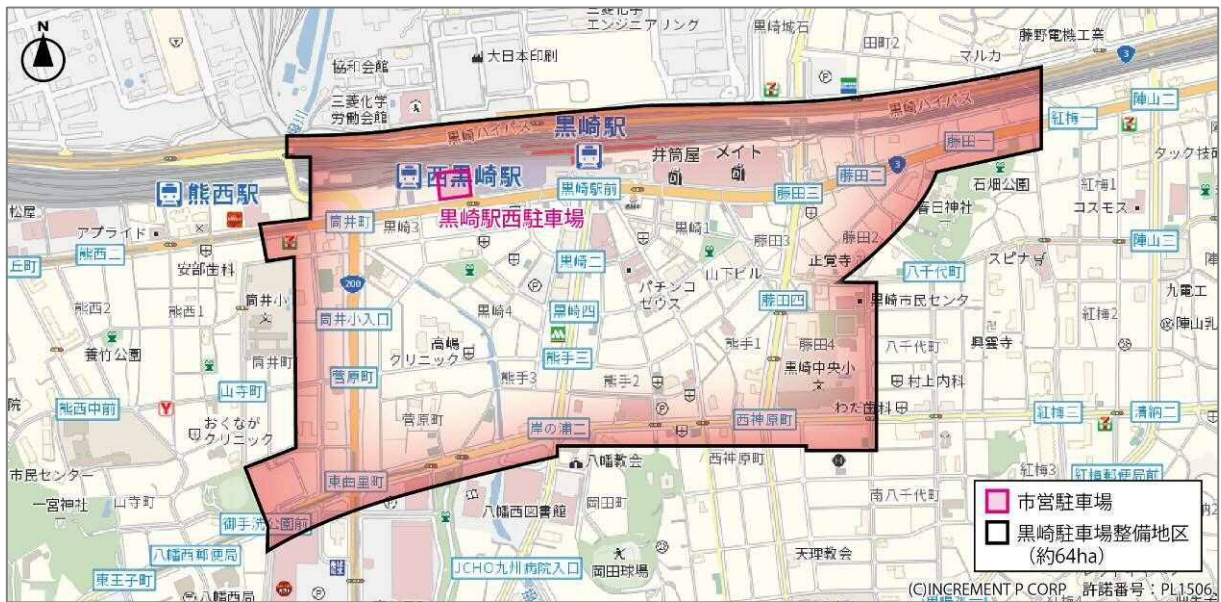 N
三菱化学
エンジニアリング
黒崎城石
田町2
マルカ
藤野電機工業
3
大日本印刷
協和会館
三菱化学
労働会館
黒崎バイパス
黒崎駅
黒崎バイパス
紅梅一
陣山二
藤田一
井筒屋
メイト
3
タック技研
西黒崎駅
黒崎駅前
藤田二
熊西駅
藤田三
石畑公園
紅梅1
コスモス
松屋
黒崎駅西駐車場
春日神社
アプライド
筒井町
黒崎3
黒崎1
藤田3
藤田2
丘町
熊西二
陣山三
安部歯科
黒崎二
正覚寺
八千代町
スピナ
山下ビル
200
パチンコ
ゼウス
九電工
熊西2
熊西1
筒井小
黒崎4
黒崎四
藤田四
黒崎市民センター
紅梅2
陣山乳
筒井小入口
養竹公園
筒井町
高嶋
クリニック
熊手三
熊手1
藤田4
八千代町
菅原町
黒崎中央小
山寺町
熊手3
熊手2
村上内科
院
熊西中前
おくなが
クリニック
菅原町
岸の浦二
西神原町
わだ歯科
紅梅三
清納二
市民センター
東曲里町
八幡教会
西神原町
紅梅3
紅梅郵便局前
一宮神社
山寺町
八幡西図書館
岡田町
南八千代町
市営駐車場
御手洗公園前
黒崎駐車場整備地区
(約64ha)
八幡西郵便局
天理教会
東王子町
八幡西局
JCHO九州病院入口
岡田球場
(C)INCREMENT P CORP 許諾番号：PL1506